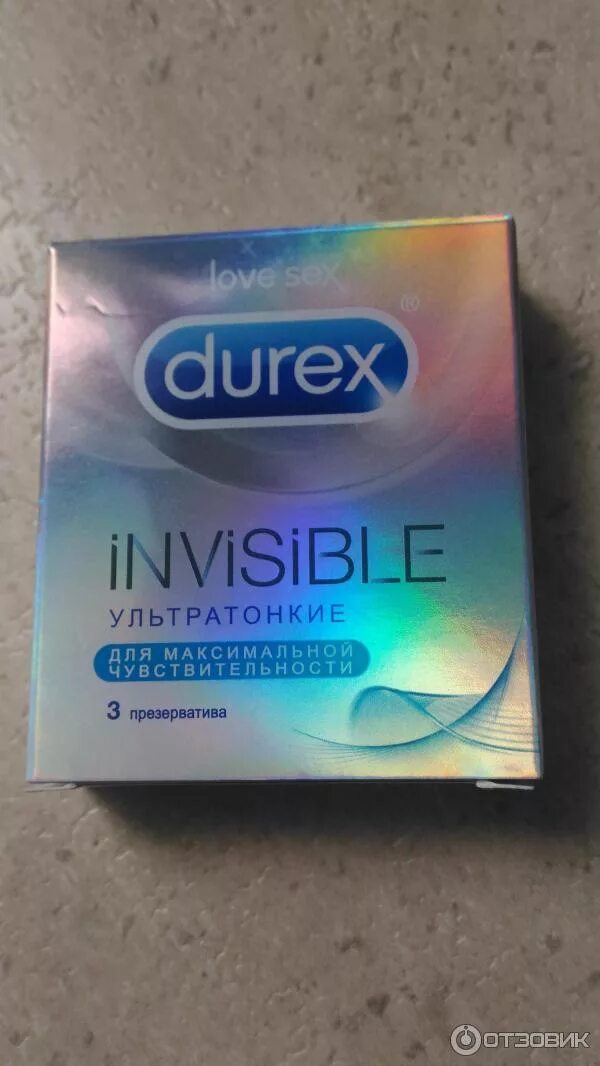 love sex
durex®
iNViSiBLE
УЛЬТРАТОНКИЕ
ДЛЯ МАКСИМАЛЬНОЙ
ЧУВСТВИТЕЛЬНОСТИ
3 презерватива
ОТЗОВИК